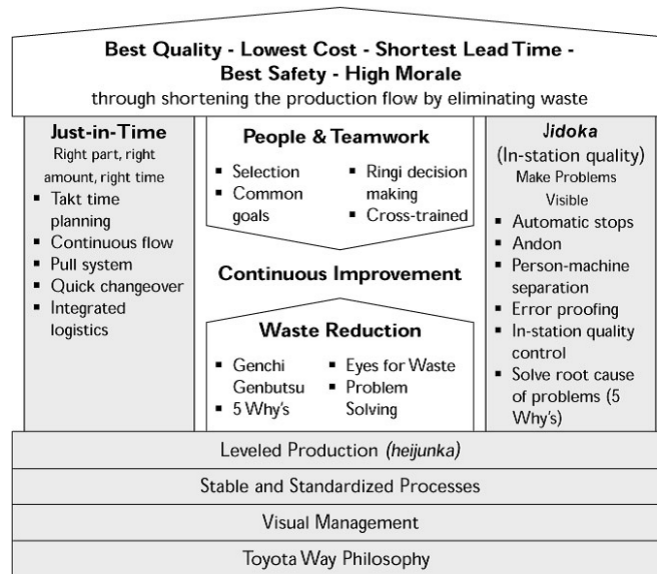 Best Quality - Lowest Cost - Shortest Lead Time -
Best Safety - High Morale
through shortening the production flow by eliminating waste
Just-in-Time
Right part, right
amount, right time
▪ Takt time
planning
▪ Continuous flow
▪ Pull system
▪ Quick changeover
▪ Integrated
logistics
People & Teamwork
▪ Selection
▪ Common
goals
▪ Ringi decision
making
▪ Cross-trained
Continuous Improvement
Waste Reduction
▪ Genchi
Genbutsu
▪ 5 Why's
▪ Eyes for Waste
▪ Problem
Solving
Jidoka
(In-station quality)
Make Problems
Visible
▪ Automatic stops
▪ Andon
▪ Person-machine
separation
▪ Error proofing
▪ In-station quality
control
▪ Solve root cause
of problems (5
Why's)
Leveled Production (heijunka)
Stable and Standardized Processes
Visual Management
Toyota Way Philosophy